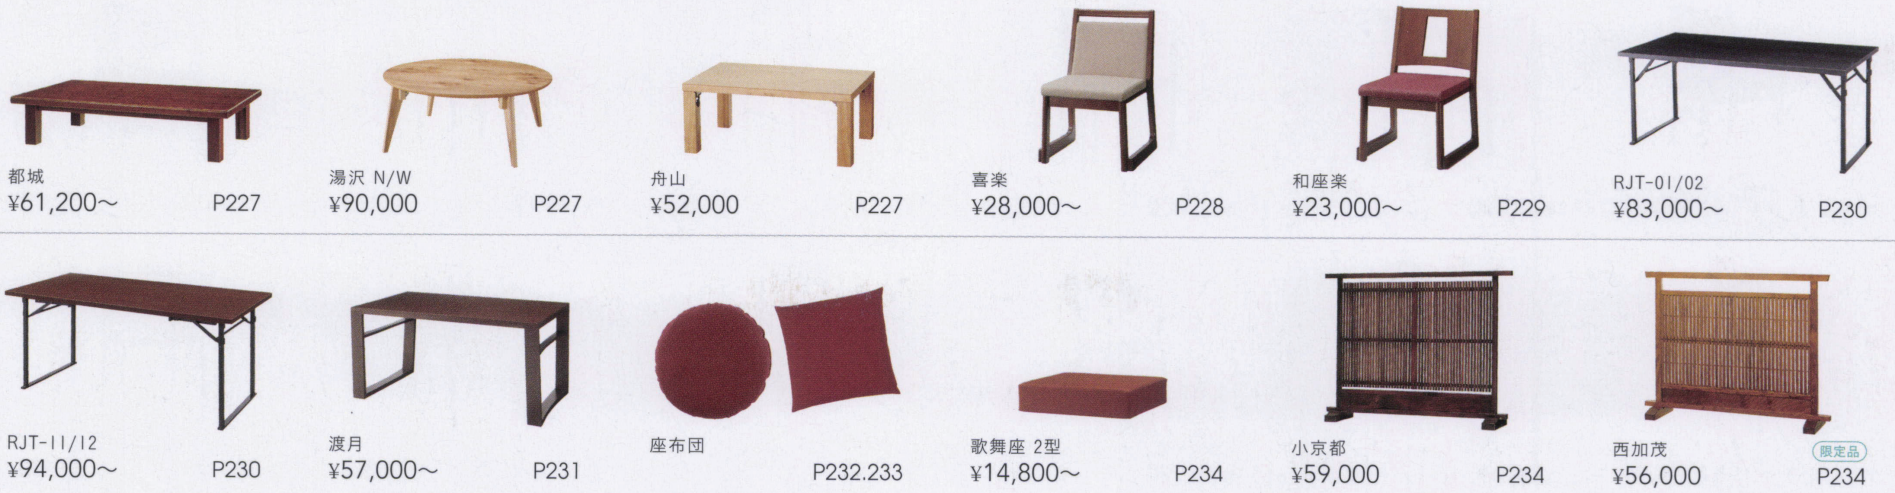 都城
¥61,200～ P227
湯沢 N/W
¥90,000 P227
舟山
¥52,000 P227
喜楽
¥28,000～ P228
和座楽
¥23,000～ P229
RJT-01/02
¥83,000～ P230
RJT-11/12
¥94,000～ P230
渡月
¥57,000～ P231
座布団
P232.233
歌舞座 2型
¥14,800～ P234
小京都
¥59,000 P234
西加茂
限定品
¥56,000 P234